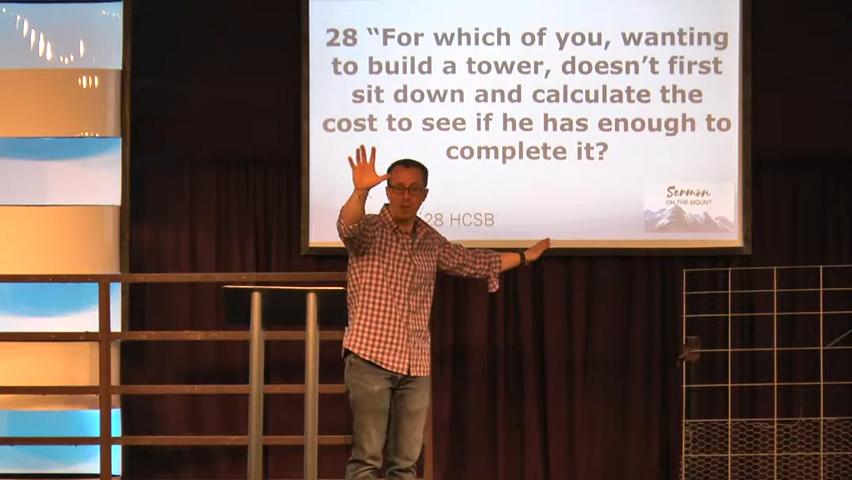 28 “For which of you, wanting
to build a tower, doesn’t first
sit down and calculate the
cost to see if he has enough to
complete it?
28 HCSB
Sermon
ON THE MOUNT